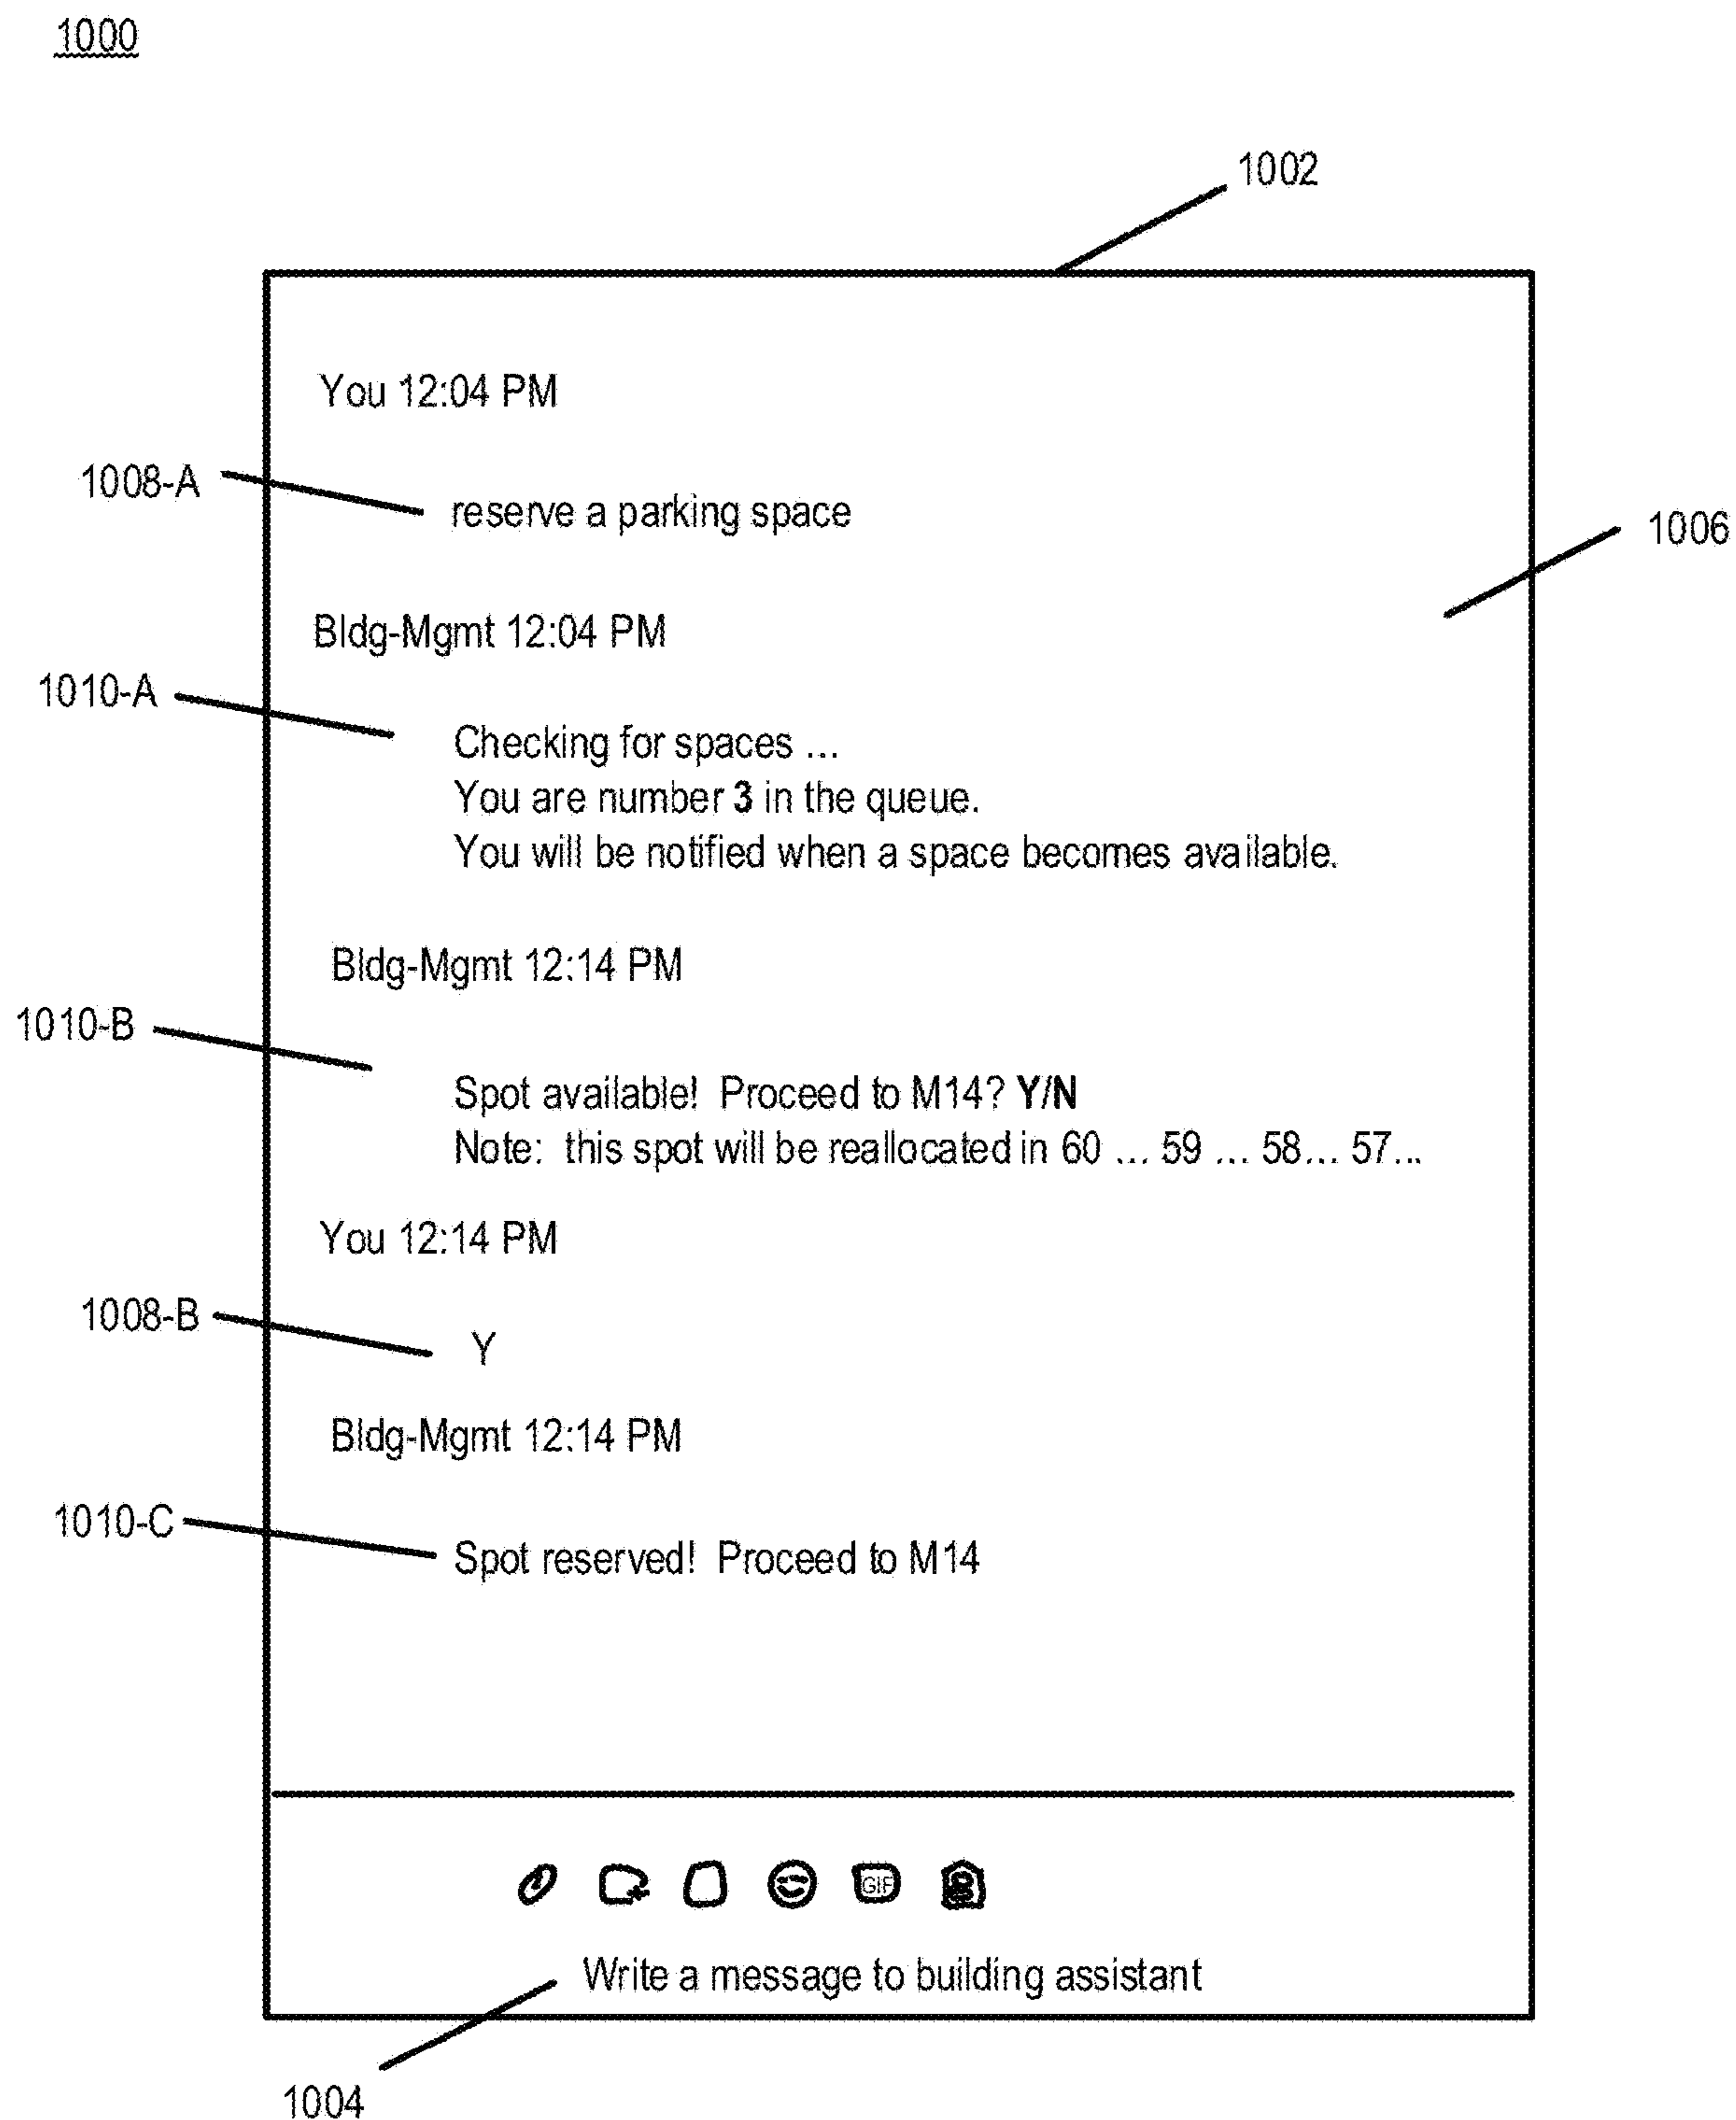 1000
1002
You 12:04 PM
1008-A
reserve a parking space
1006
Bldg-Mgmt 12:04 PM
1010-A
Checking for spaces ...
You are number 3 in the queue.
You will be notified when a space becomes available.
Bldg-Mgmt 12:14 PM
1010-B
Spot available! Proceed to M14? Y/N
Note: this spot will be reallocated in 60 ... 59 ... 58... 57...
You 12:14 PM
1008-B
Y
Bldg-Mgmt 12:14 PM
1010-C
Spot reserved! Proceed to M14
GIF
Write a message to building assistant
1004